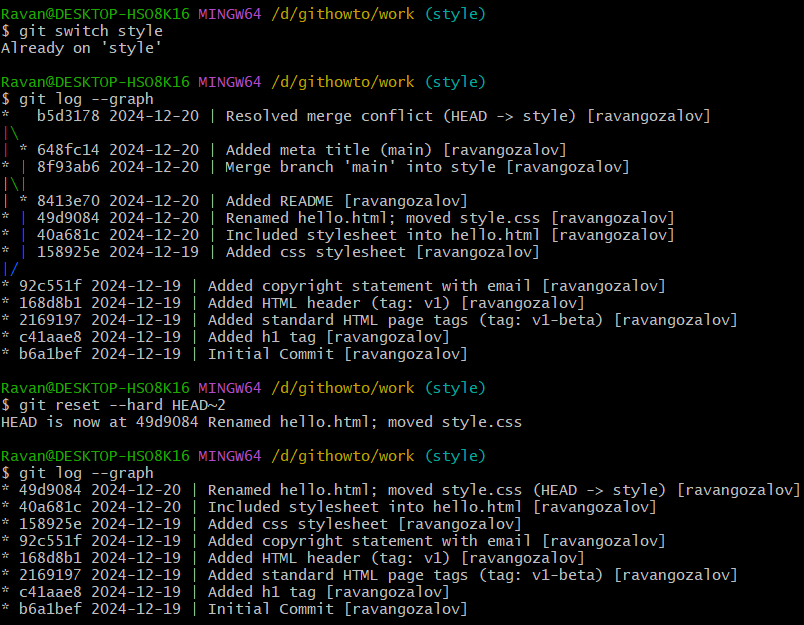 Ravan@DESKTOP-HSO8K16 MINGW64 /d/githowto/work (style)
$ git switch style
Already on 'style'
Ravan@DESKTOP-HSO8K16 MINGW64 /d/githowto/work (style)
$ git log --graph
*   b5d3178 2024-12-20 | Resolved merge conflict (HEAD -> style) [ravangozalov]
|\
| * 648fc14 2024-12-20 | Added meta title (main) [ravangozalov]
* | 8f93ab6 2024-12-20 | Merge branch 'main' into style [ravangozalov]
|\|
| * 8413e70 2024-12-20 | Added README [ravangozalov]
* | 49d9084 2024-12-20 | Renamed hello.html; moved style.css [ravangozalov]
* | 40a681c 2024-12-20 | Included stylesheet into hello.html [ravangozalov]
* | 158925e 2024-12-19 | Added css stylesheet [ravangozalov]
|/
* 92c551f 2024-12-19 | Added copyright statement with email [ravangozalov]
* 168d8b1 2024-12-19 | Added HTML header (tag: v1) [ravangozalov]
* 2169197 2024-12-19 | Added standard HTML page tags (tag: v1-beta) [ravangozalov]
* c41aae8 2024-12-19 | Added h1 tag [ravangozalov]
* b6a1bef 2024-12-19 | Initial Commit [ravangozalov]
Ravan@DESKTOP-HSO8K16 MINGW64 /d/githowto/work (style)
$ git reset --hard HEAD~2
HEAD is now at 49d9084 Renamed hello.html; moved style.css
Ravan@DESKTOP-HSO8K16 MINGW64 /d/githowto/work (style)
$ git log --graph
* 49d9084 2024-12-20 | Renamed hello.html; moved style.css (HEAD -> style) [ravangozalov]
* 40a681c 2024-12-20 | Included stylesheet into hello.html [ravangozalov]
* 158925e 2024-12-19 | Added css stylesheet [ravangozalov]
* 92c551f 2024-12-19 | Added copyright statement with email [ravangozalov]
* 168d8b1 2024-12-19 | Added HTML header (tag: v1) [ravangozalov]
* 2169197 2024-12-19 | Added standard HTML page tags (tag: v1-beta) [ravangozalov]
* c41aae8 2024-12-19 | Added h1 tag [ravangozalov]
* b6a1bef 2024-12-19 | Initial Commit [ravangozalov]